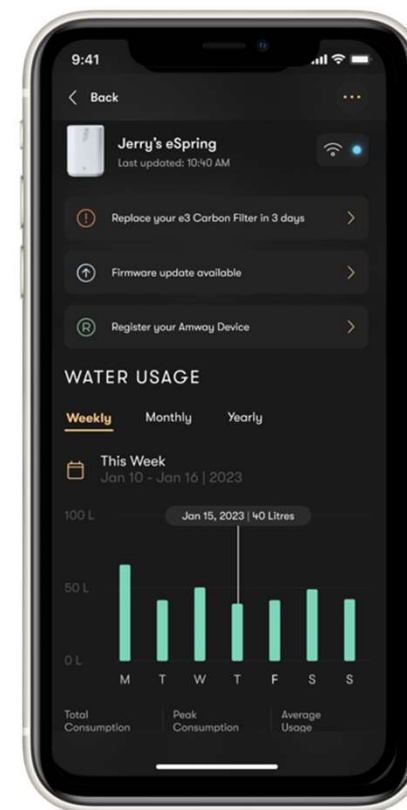 9:41
Back
Jerry's eSpring
Last updated: 10:40 AM
Replace your e3 Carbon Filter in 3 days
Firmware update available
R Register your Amway Device
WATER USAGE
Weekly Monthly Yearly
This Week
Jan 10 - Jan 16 | 2023
100 L
Jan 15, 2023 | 40 Litres
50 L
0 L
M T W T F S S
Total Consumption
Peak Consumption
Average Usage